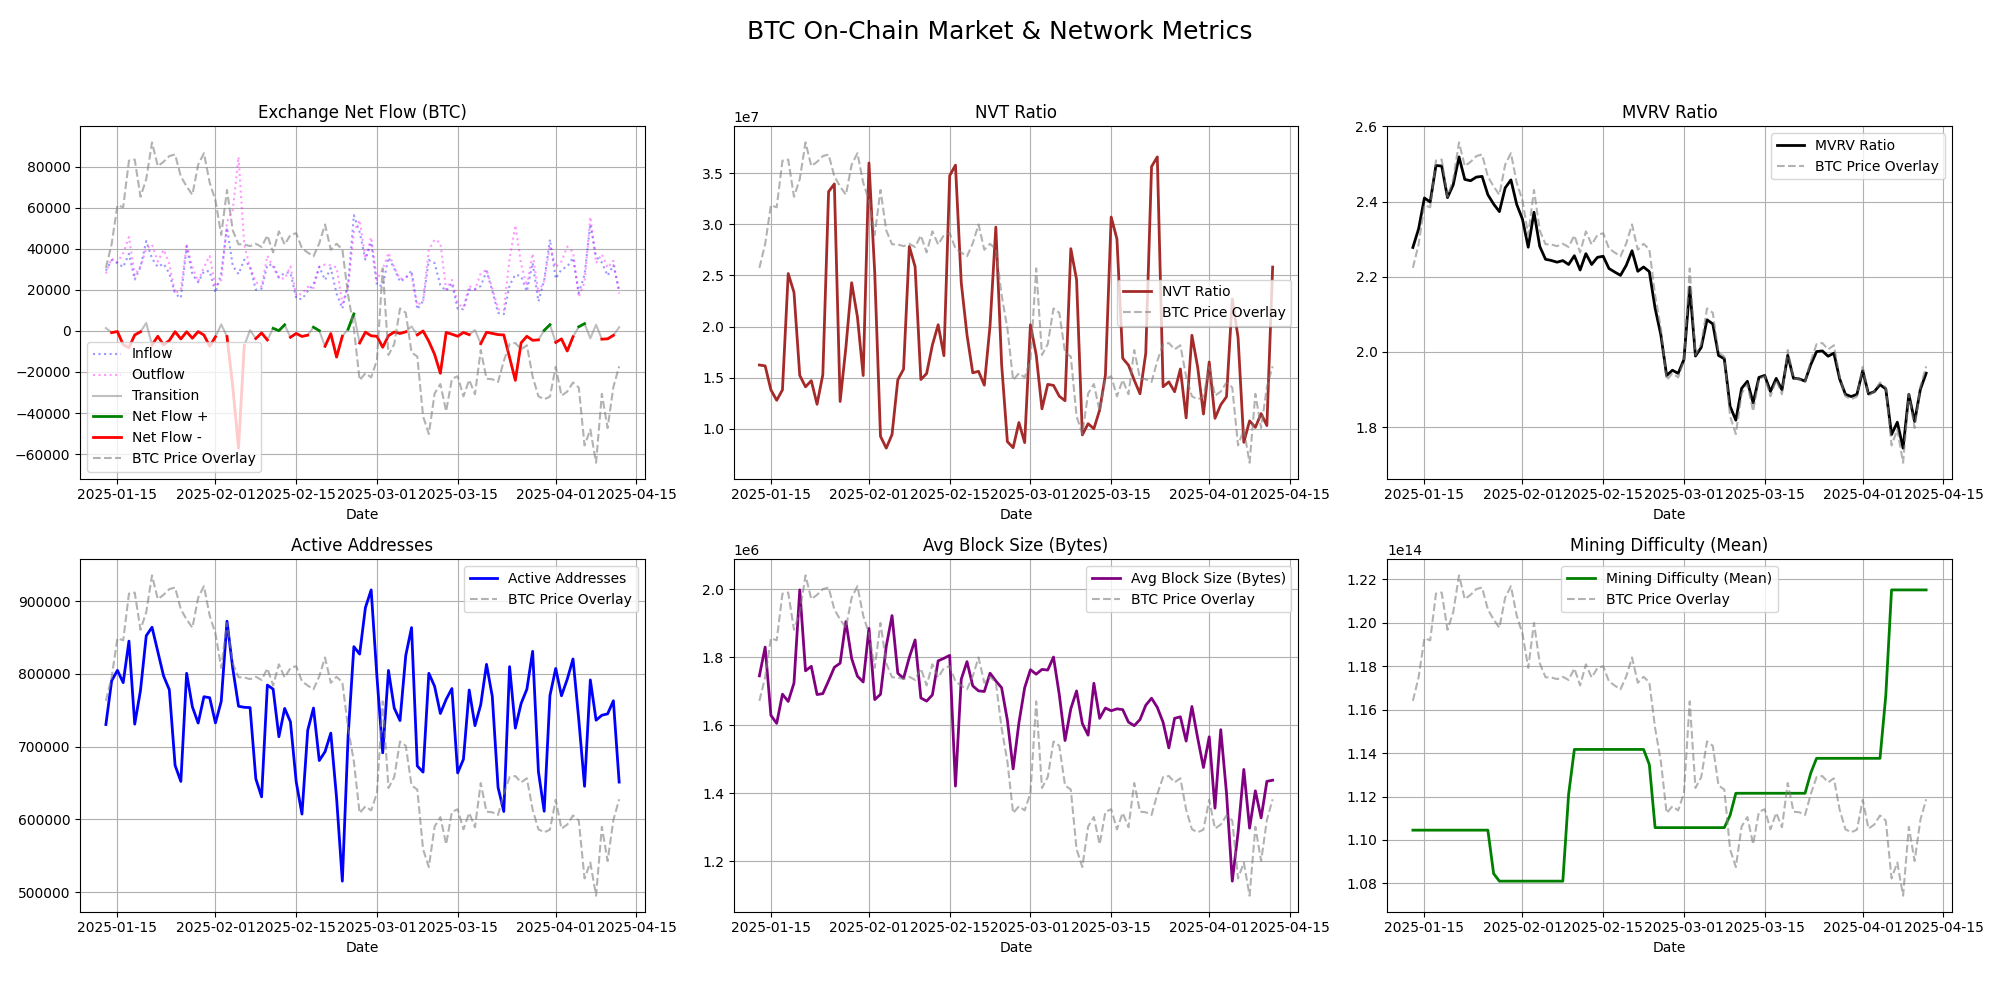 BTC On-Chain Market & Network Metrics
Exchange Net Flow (BTC)
80000
60000
40000
20000
0
−20000
−40000
−60000
Inflow
Outflow
Transition
Net Flow +
Net Flow -
BTC Price Overlay
2025-01-15 2025-02-01 2025-02-15 2025-03-01 2025-03-15 2025-04-01 2025-04-15
Date
NVT Ratio
1e7
3.5
3.0
2.5
2.0
1.5
1.0
NVT Ratio
BTC Price Overlay
2025-01-15 2025-02-01 2025-02-15 2025-03-01 2025-03-15 2025-04-01 2025-04-15
Date
MVRV Ratio
2.6
2.4
2.2
2.0
1.8
MVRV Ratio
BTC Price Overlay
2025-01-15 2025-02-01 2025-02-15 2025-03-01 2025-03-15 2025-04-01 2025-04-15
Date
Active Addresses
900000
800000
700000
600000
500000
Active Addresses
BTC Price Overlay
2025-01-15 2025-02-01 2025-02-15 2025-03-01 2025-03-15 2025-04-01 2025-04-15
Date
Avg Block Size (Bytes)
1e6
2.0
1.8
1.6
1.4
1.2
Avg Block Size (Bytes)
BTC Price Overlay
2025-01-15 2025-02-01 2025-02-15 2025-03-01 2025-03-15 2025-04-01 2025-04-15
Date
Mining Difficulty (Mean)
1e14
1.22
1.20
1.18
1.16
1.14
1.12
1.10
1.08
Mining Difficulty (Mean)
BTC Price Overlay
2025-01-15 2025-02-01 2025-02-15 2025-03-01 2025-03-15 2025-04-01 2025-04-15
Date